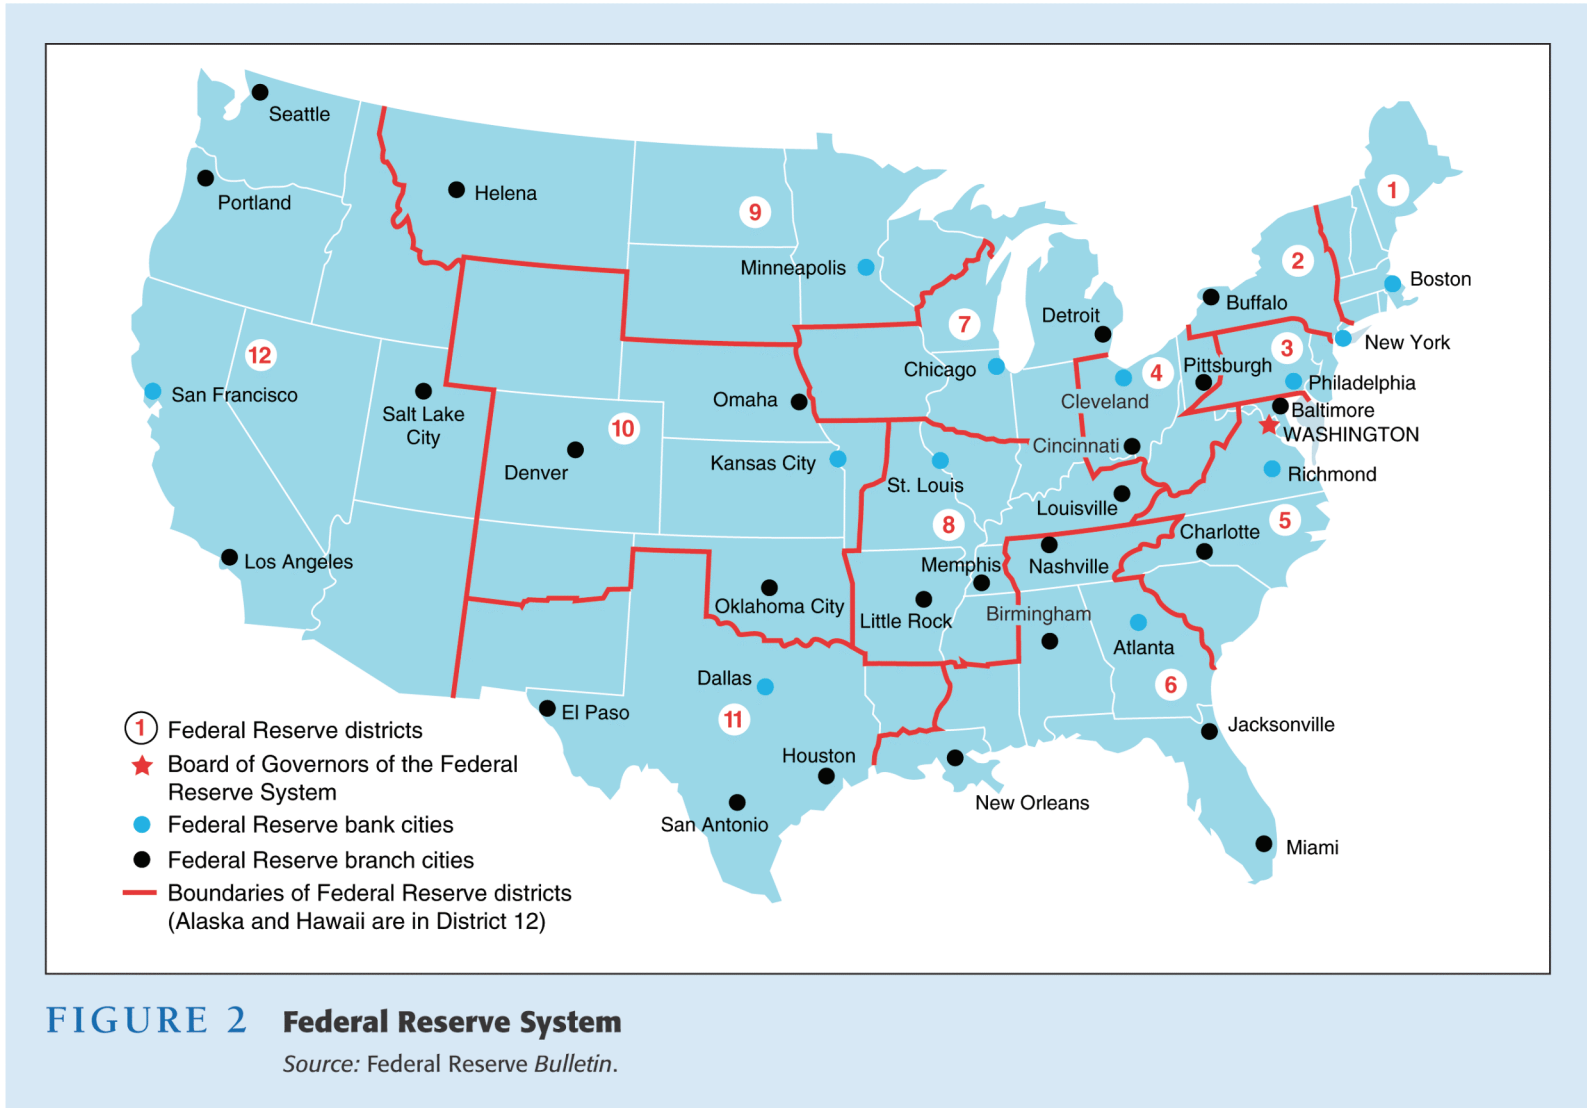 Seattle
Portland
Helena
9
1
Minneapolis
2
Boston
Buffalo
Detroit
7
12
3
New York
Chicago
4
Pittsburgh
Philadelphia
San Francisco
Omaha
Cleveland
Baltimore
Salt Lake
City
10
WASHINGTON
Cincinnati
Denver
Kansas City
St. Louis
Richmond
Louisville
8
5
Charlotte
Los Angeles
Memphis
Nashville
Oklahoma City
Little Rock
Birmingham
Atlanta
Dallas
6
El Paso
11
Jacksonville
Houston
New Orleans
San Antonio
Miami
1 Federal Reserve districts
Board of Governors of the Federal
Reserve System
Federal Reserve bank cities
Federal Reserve branch cities
Boundaries of Federal Reserve districts
(Alaska and Hawaii are in District 12)
FIGURE 2 Federal Reserve System
Source: Federal Reserve Bulletin.